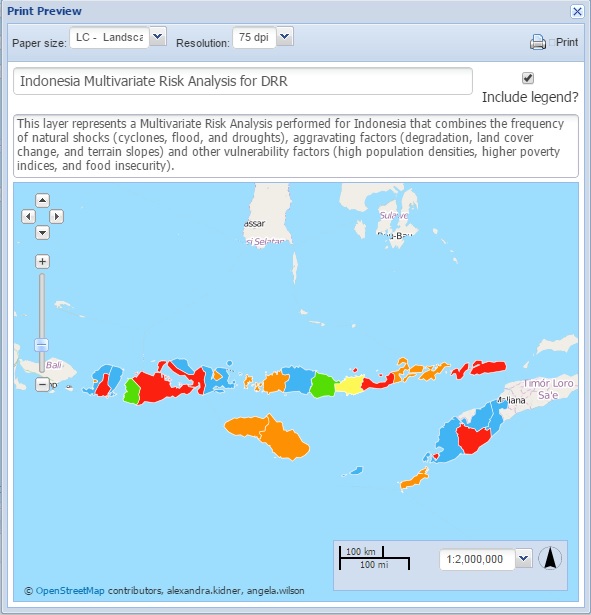 Print Preview
Paper size: LC - Landsca Resolution: 75 dpi Print
Indonesia Multivariate Risk Analysis for DRR
Include legend?
This layer represents a Multivariate Risk Analysis performed for Indonesia that combines the frequency
of natural shocks (cyclones, flood, and droughts), aggravating factors (degradation, land cover
change, and terrain slopes) and other vulnerability factors (high population densities, higher poverty
indices, and food insecurity).
assar
Sulawe
si Selatan
Bau-Bau
Bali
Timór Loro
Sa'e
Maliana
100 km
100 mi
1:2,000,000
© OpenStreetMap contributors, alexandra.kidner, angela.wilson